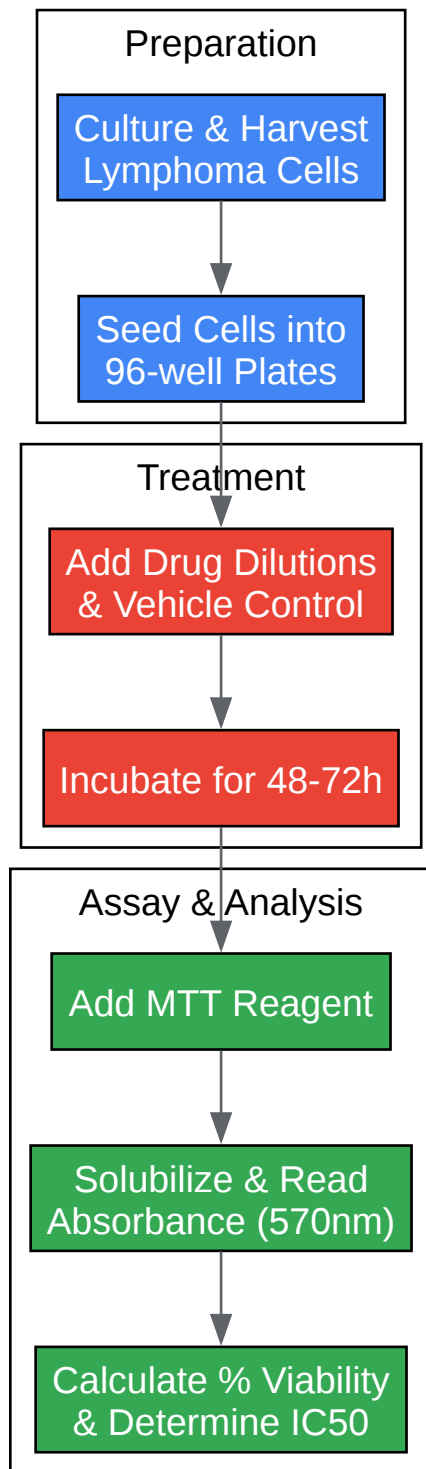 Preparation
Culture & Harvest
Lymphoma Cells
Seed Cells into
96-well Plates
Treatment
Add Drug Dilutions
& Vehicle Control
Incubate for 48-72h
Assay & Analysis
Add MTT Reagent
Solubilize & Read
Absorbance (570nm)
Calculate % Viability
& Determine IC50